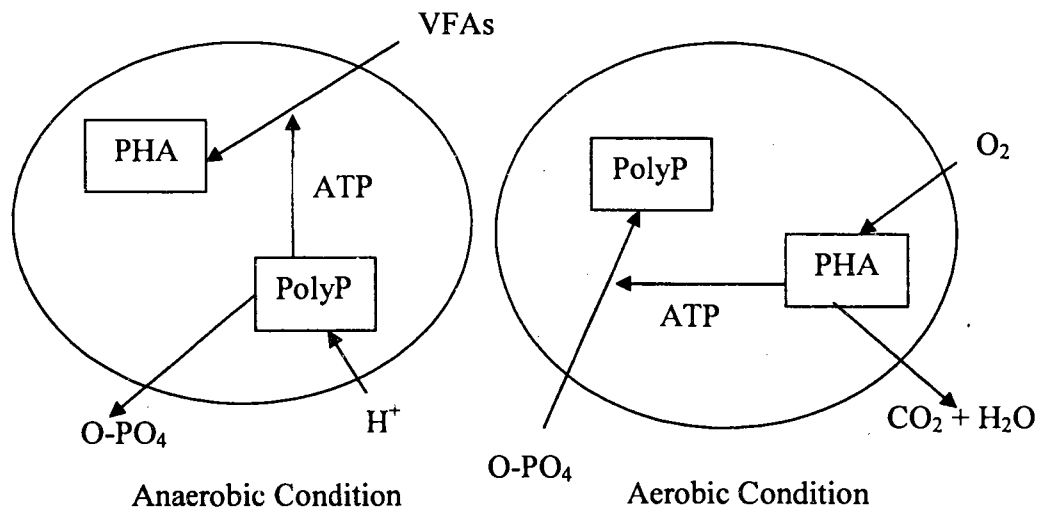 VFAs
PHA
ATP
PolyP
O-PO₄
H⁺
Anaerobic Condition
O₂
PolyP
PHA
ATP
CO₂ + H₂O
O-PO₄
Aerobic Condition